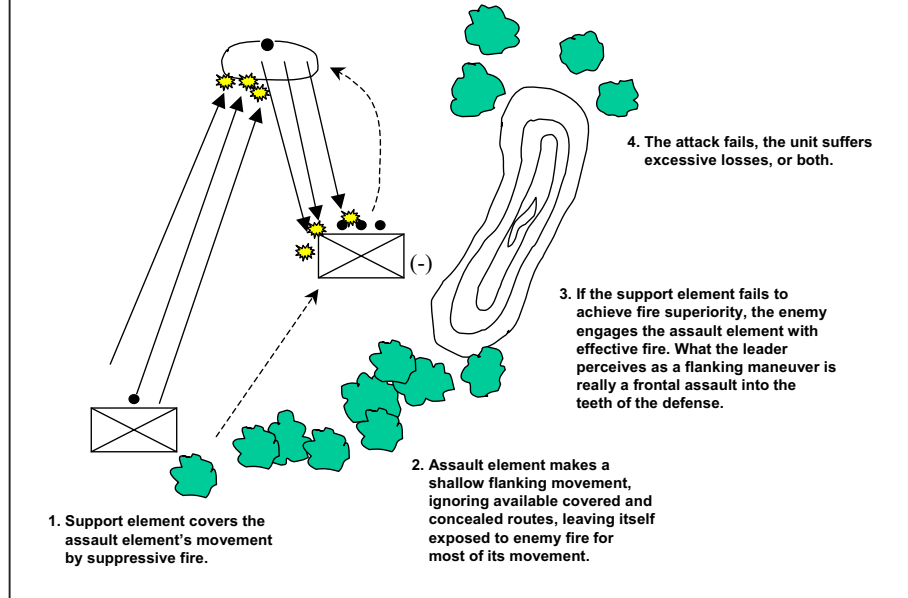 (-)
4. The attack fails, the unit suffers
excessive losses, or both.
3. If the support element fails to
achieve fire superiority, the enemy
engages the assault element with
effective fire. What the leader
perceives as a flanking maneuver is
really a frontal assault into the
teeth of the defense.
2. Assault element makes a
shallow flanking movement,
ignoring available covered and
concealed routes, leaving itself
exposed to enemy fire for
most of its movement.
1. Support element covers the
assault element's movement
by suppressive fire.